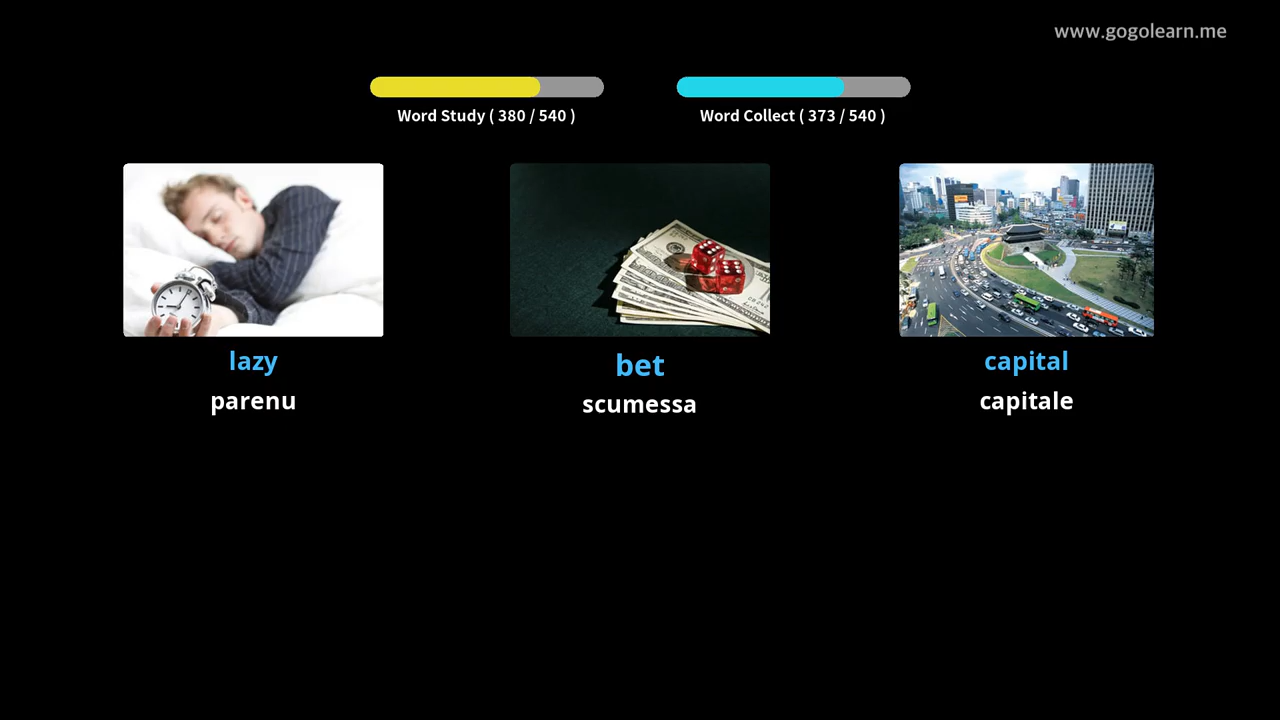 www.gogolearn.me
Word Study ( 380 / 540 )
Word Collect ( 373 / 540 )
lazy
parenu
bet
scumessa
capital
capitale